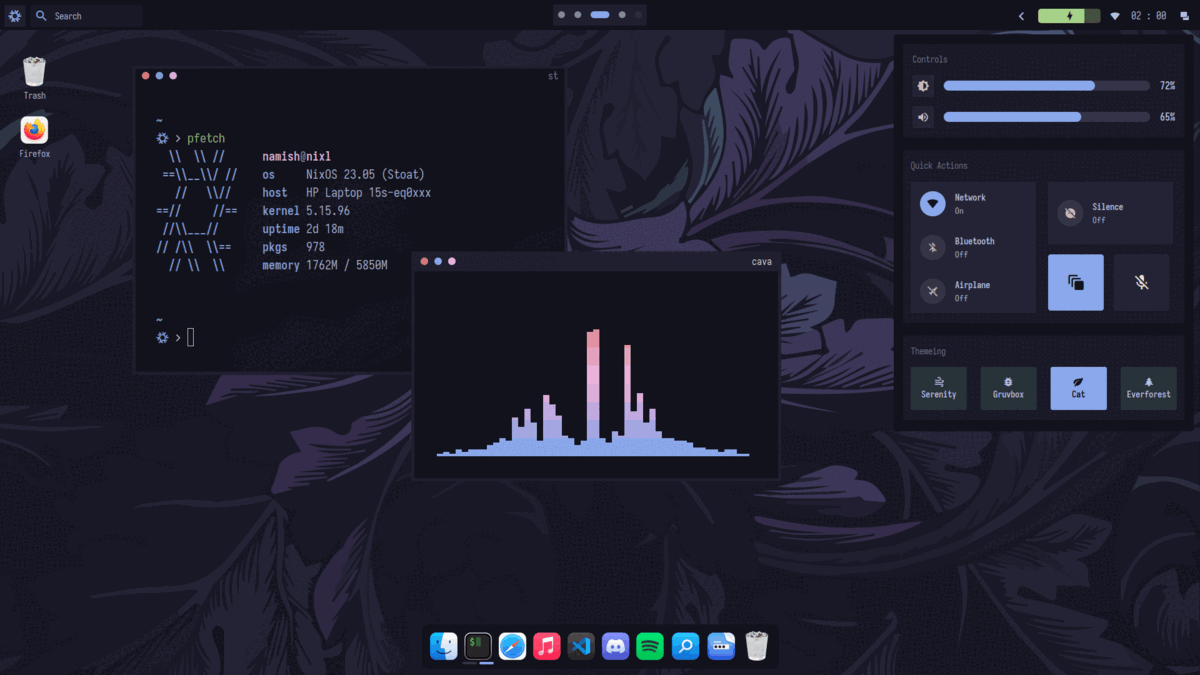 Search
02 : 00
Trash
Firefox
st
~
> pfetch
\\  \\ //
==\\__\\/ //
//   \\//
==//     //==
//\\___//
// /\\  \\==
// \\  \\
namish@nixl
os NixOS 23.05 (Stoat)
host HP Laptop 15s-eq0xxx
kernel 5.15.96
uptime 2d 18m
pkgs 978
memory 1762M / 5850M
~
>
cava
Controls
72%
65%
Quick Actions
Network
On
Bluetooth
Off
Airplane
Off
Silence
Off
Themeing
Serenity
Gruvbox
Cat
Everforest
$